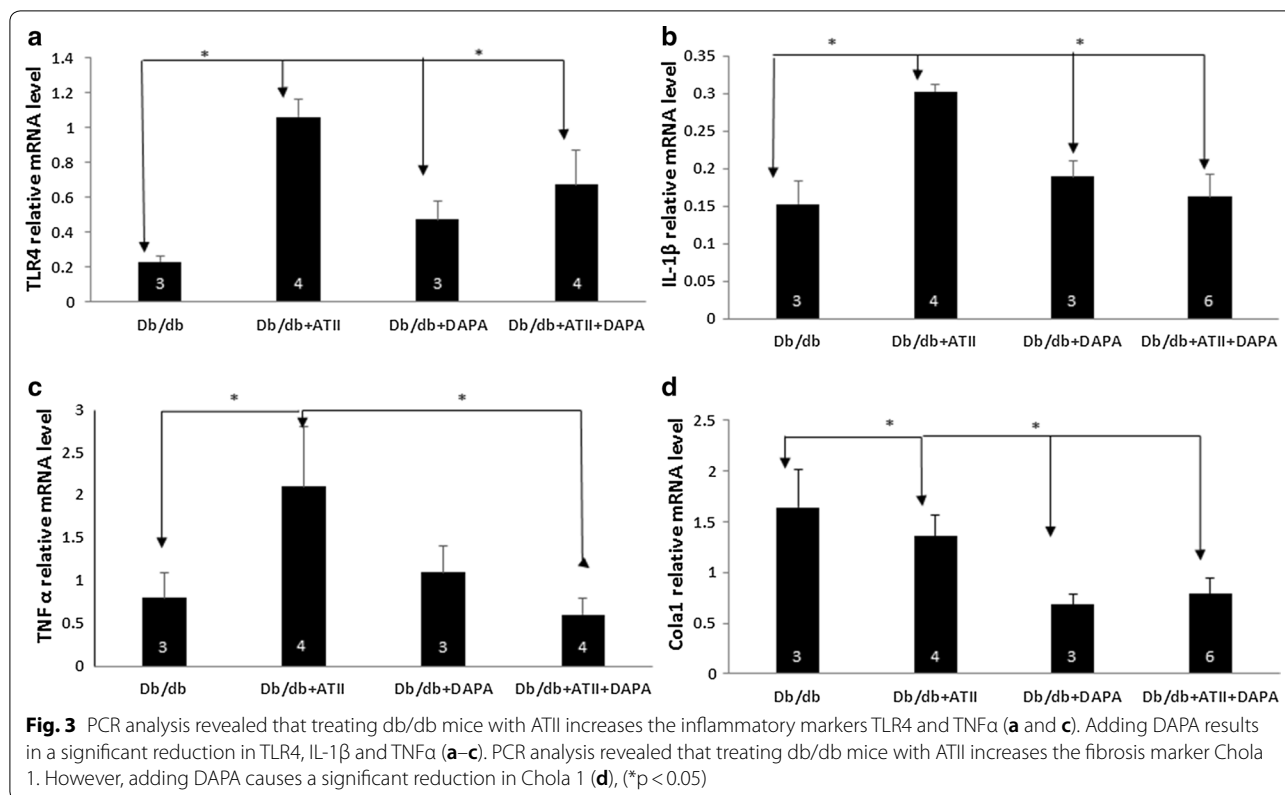 a
*
*
TLR4 relative mRNA level
1.4
1.2
1
0.8
0.6
0.4
0.2
0
3
4
3
4
Db/db
Db/db+ATII
Db/db+DAPA
Db/db+ATII+DAPA
b
*
*
IL-1β relative mRNA level
0.35
0.3
0.25
0.2
0.15
0.1
0.05
0
3
4
3
6
Db/db
Db/db+ATII
Db/db+DAPA
Db/db+ATII+DAPA
c
*
*
TNF α relative mRNA level
3
2.5
2
1.5
1
0.5
0
3
4
3
4
Db/db
Db/db+ATII
Db/db+DAPA
Db/db+ATII+DAPA
d
*
*
Cola1 relative mRNA level
2.5
2
1.5
1
0.5
0
3
4
3
6
Db/db
Db/db+ATII
Db/db+DAPA
Db/db+ATII+DAPA
Fig. 3 PCR analysis revealed that treating db/db mice with ATII increases the inflammatory markers TLR4 and TNFα (a and c). Adding DAPA results
in a significant reduction in TLR4, IL-1β and TNFα (a–c). PCR analysis revealed that treating db/db mice with ATII increases the fibrosis marker Chola
1. However, adding DAPA causes a significant reduction in Chola 1 (d), (*p < 0.05)